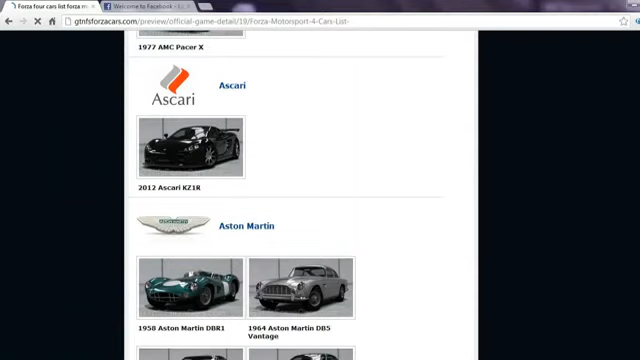 Forza four cars list forza m
Welcome to Facebook - L
gtnfsforzacars.com/preview/official-game-detail/19/Forza-Motorsport-4-Cars-List-
1977 AMC Pacer X
Ascari
Ascari
2012 Ascari KZ1R
Aston Martin
1958 Aston Martin DBR1
1964 Aston Martin DB5
Vantage